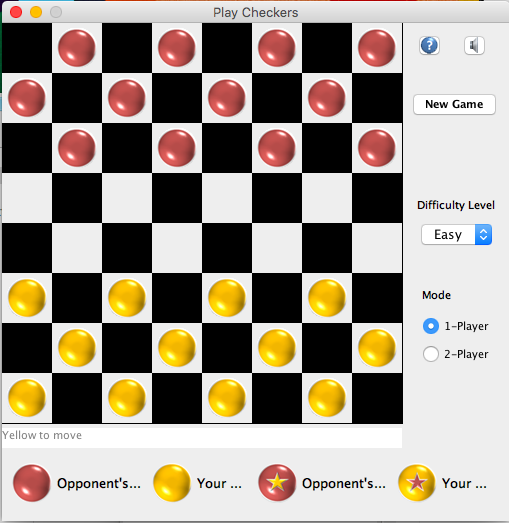 Play Checkers
?
New Game
Difficulty Level
Easy
Mode
1-Player
2-Player
Yellow to move
Opponent's...
Your ...
Opponent's...
Your ...